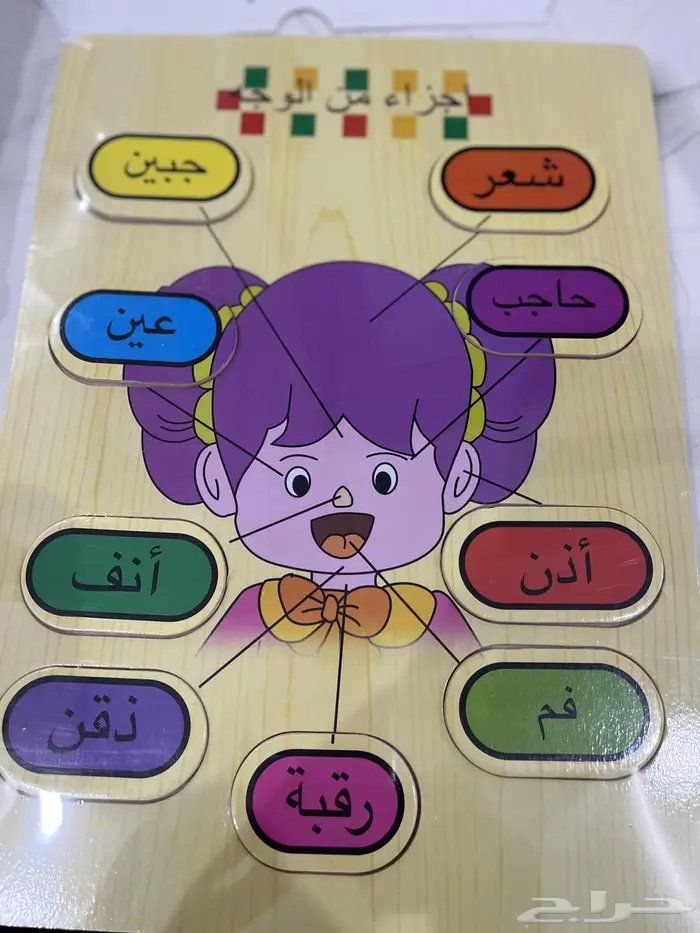 أجزاء من الوجه
شعر
جبين
حاجب
عين
أذن
أنف
فم
ذقن
رقبة
حراج